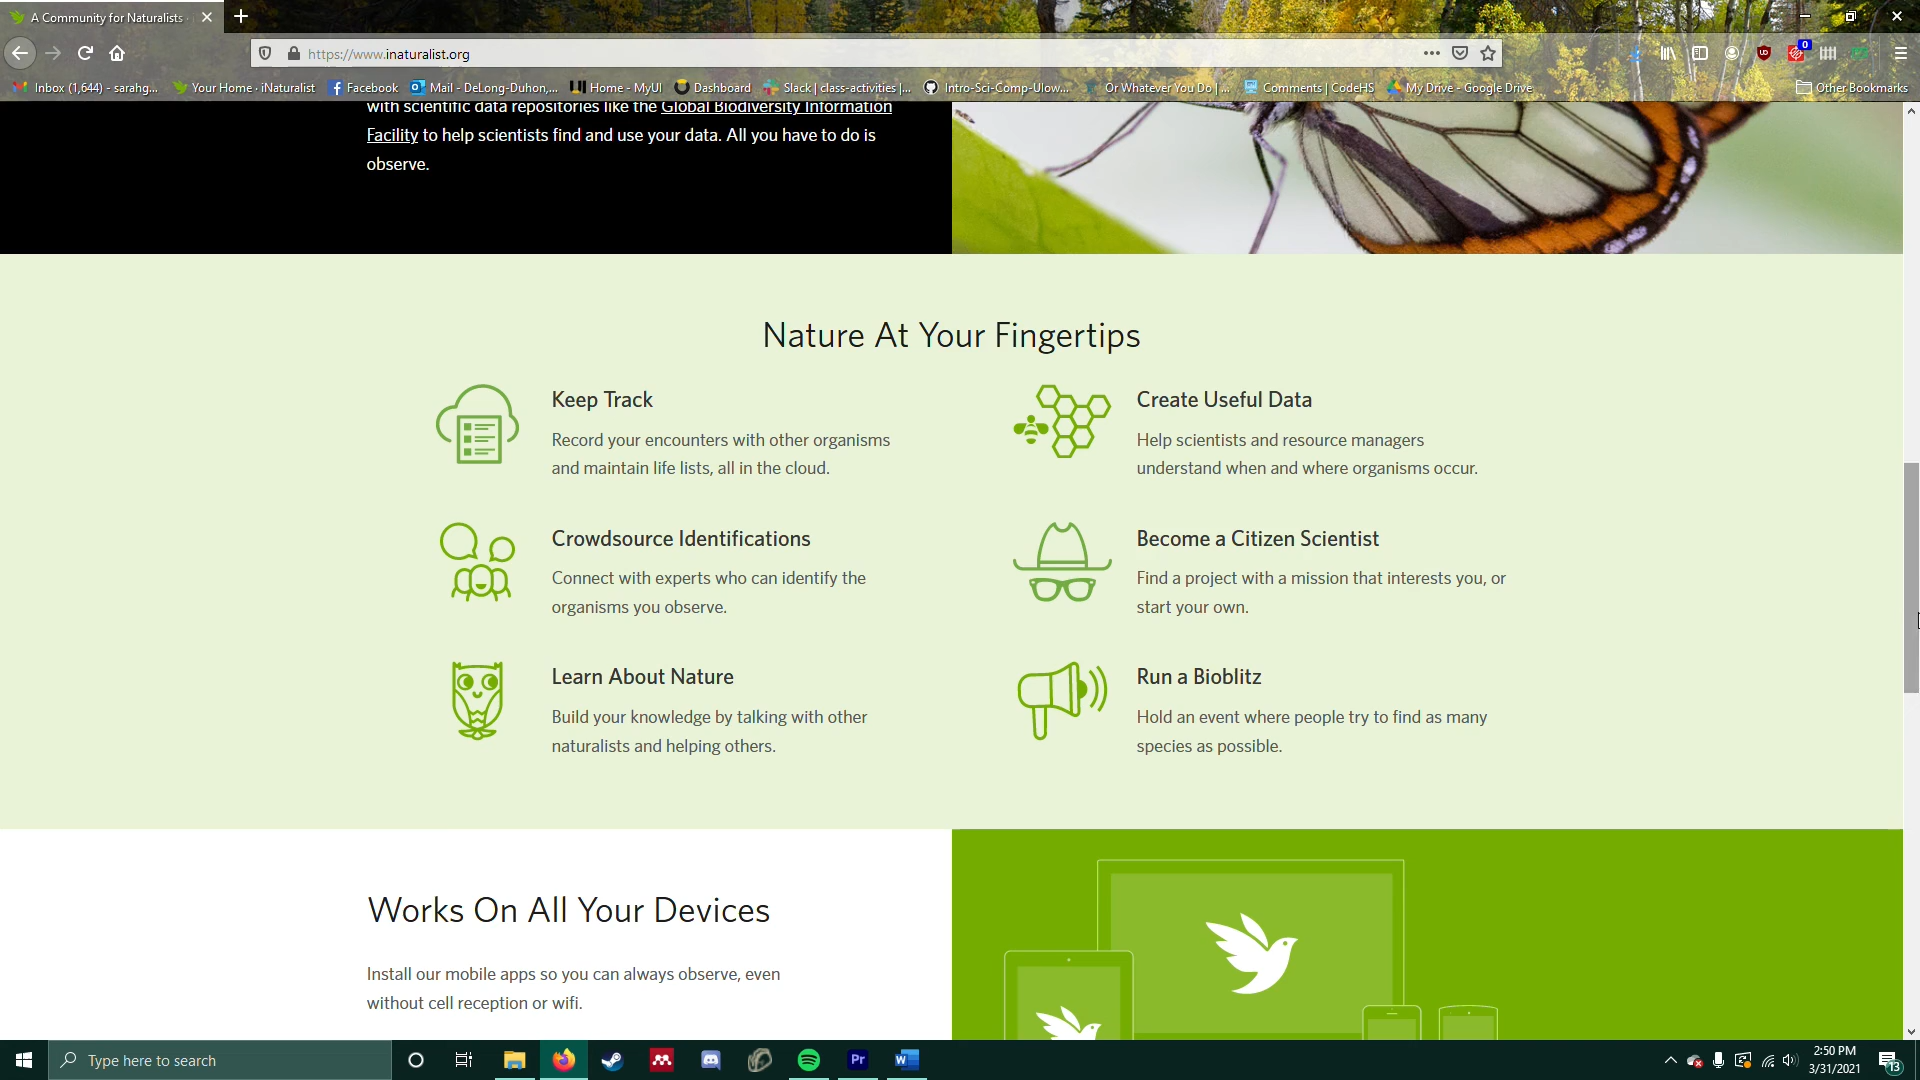 A Community for Naturalists
https://www.inaturalist.org
Inbox (1,644) - sarahg...
Your Home · iNaturalist
Facebook
Mail - DeLong-Duhon,...
Home - MyUI
Dashboard
Slack | class-activities |...
Intro-Sci-Comp-UIow...
Or Whatever You Do | ...
Comments | CodeHS
My Drive - Google Drive
Other Bookmarks
0
with scientific data repositories like the Global Biodiversity Information
Facility to help scientists find and use your data. All you have to do is
observe.
Nature At Your Fingertips
Keep Track
Record your encounters with other organisms
and maintain life lists, all in the cloud.
Create Useful Data
Help scientists and resource managers
understand when and where organisms occur.
Crowdsource Identifications
Connect with experts who can identify the
organisms you observe.
Become a Citizen Scientist
Find a project with a mission that interests you, or
start your own.
Learn About Nature
Build your knowledge by talking with other
naturalists and helping others.
Run a Bioblitz
Hold an event where people try to find as many
species as possible.
Works On All Your Devices
Install our mobile apps so you can always observe, even
without cell reception or wifi.
Type here to search
Pr
2:50 PM
3/31/2021
13